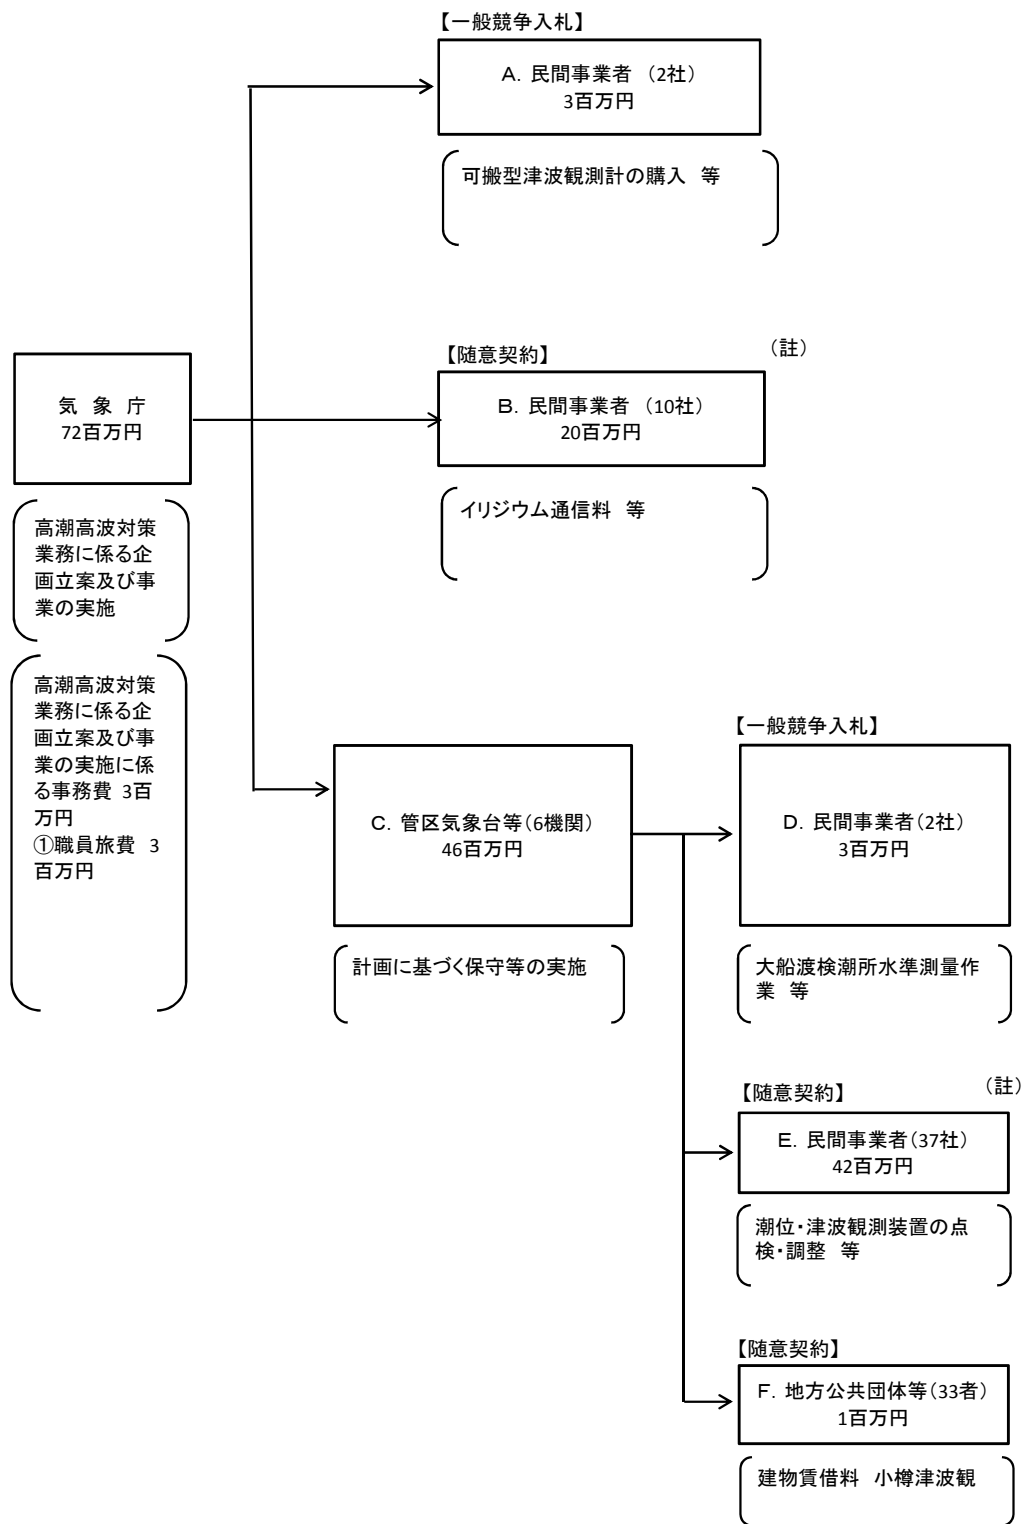 【一般競争入札】
A. 民間事業者 （2社）
3百万円
可搬型津波観測計の購入 等
【随意契約】
（註）
B. 民間事業者 （10社）
20百万円
イリジウム通信料 等
気 象 庁
72百万円
高潮高波対策
業務に係る企
画立案及び事
業の実施
高潮高波対策
業務に係る企
画立案及び事
業の実施に係
る事務費 3百
万円
①職員旅費 3
百万円
C. 管区気象台等（6機関）
46百万円
計画に基づく保守等の実施
【一般競争入札】
D. 民間事業者（2社）
3百万円
大船渡検潮所水準測量作
業 等
【随意契約】
（註）
E. 民間事業者（37社）
42百万円
潮位・津波観測装置の点
検・調整 等
【随意契約】
F. 地方公共団体等（33者）
1百万円
建物賃借料 小樽津波観